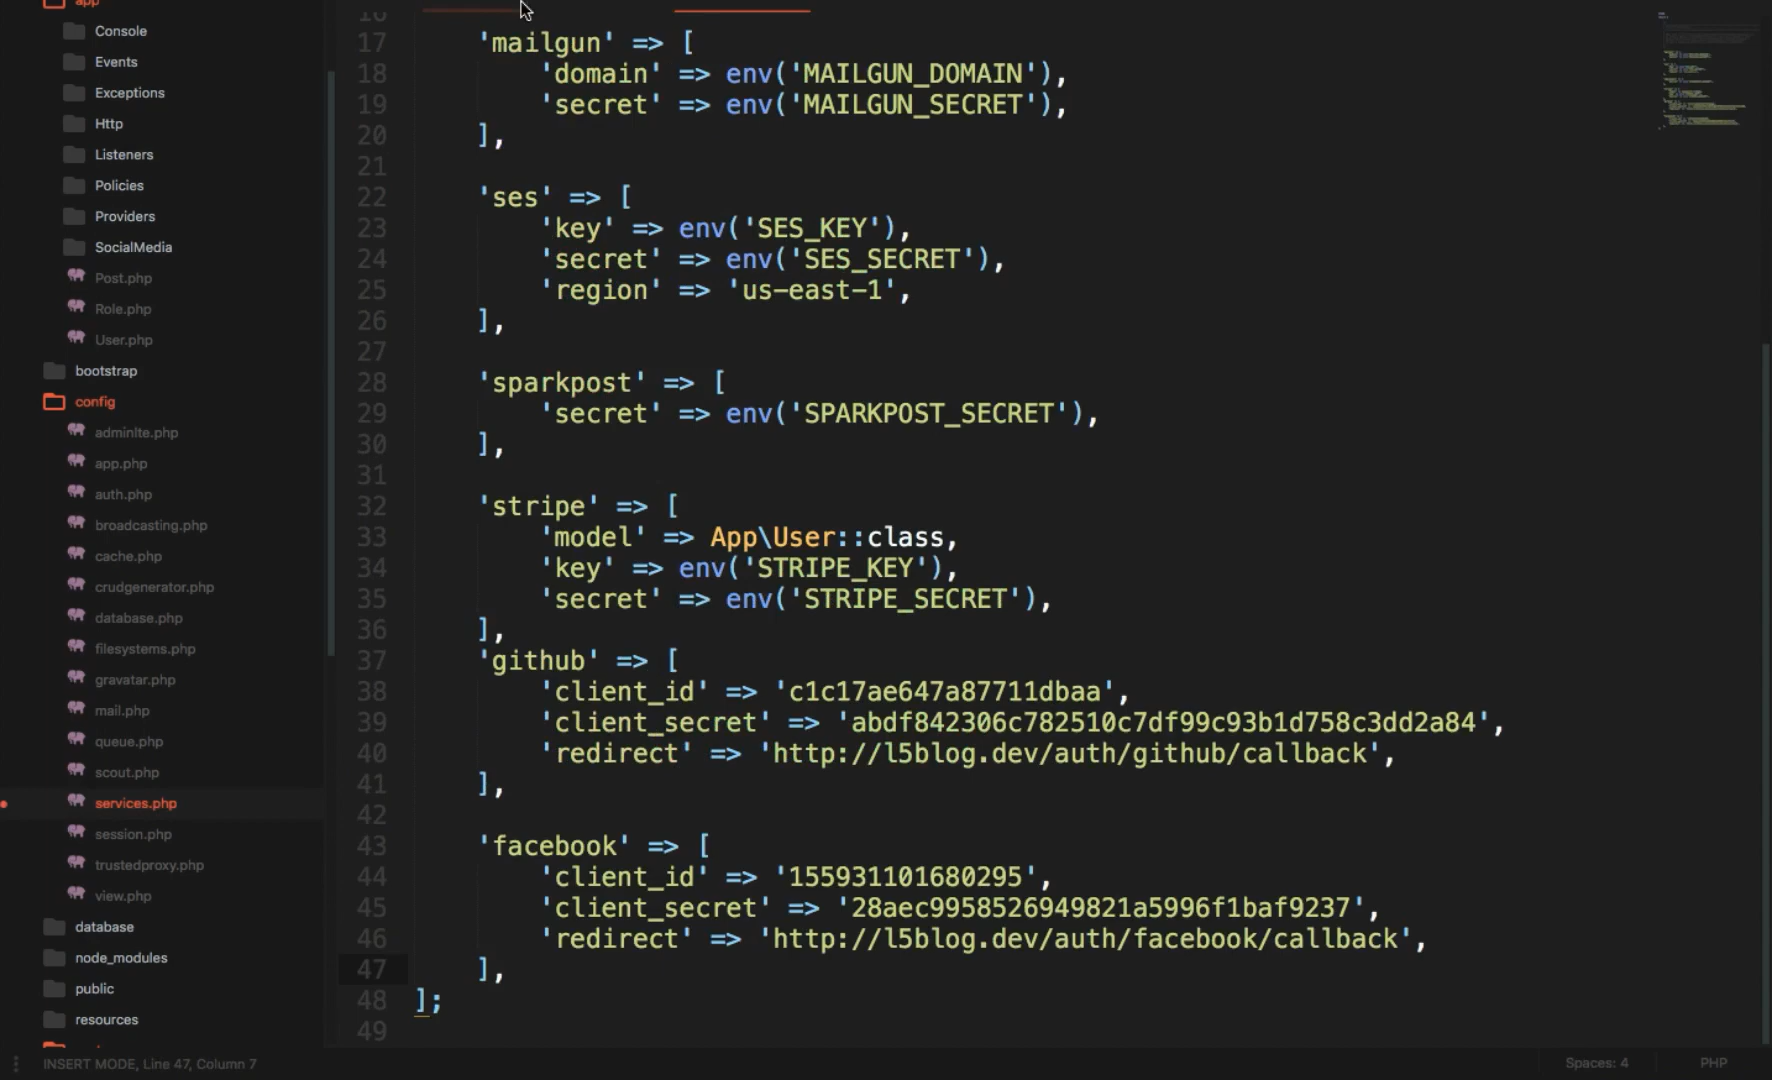 app
Console
Events
Exceptions
Http
Listeners
Policies
Providers
SocialMedia
Post.php
Role.php
User.php
bootstrap
config
adminlte.php
app.php
auth.php
broadcasting.php
cache.php
crudgenerator.php
database.php
filesystems.php
gravatar.php
mail.php
queue.php
scout.php
services.php
session.php
trustedproxy.php
view.php
database
node_modules
public
resources
16
17 'mailgun' => [
18 'domain' => env('MAILGUN_DOMAIN'),
19 'secret' => env('MAILGUN_SECRET'),
20 ],
21
22 'ses' => [
23 'key' => env('SES_KEY'),
24 'secret' => env('SES_SECRET'),
25 'region' => 'us-east-1',
26 ],
27
28 'sparkpost' => [
29 'secret' => env('SPARKPOST_SECRET'),
30 ],
31
32 'stripe' => [
33 'model' => App\User::class,
34 'key' => env('STRIPE_KEY'),
35 'secret' => env('STRIPE_SECRET'),
36 ],
37 'github' => [
38 'client_id' => 'c1c17ae647a87711dbaa',
39 'client_secret' => 'abdf842306c782510c7df99c93b1d758c3dd2a84',
40 'redirect' => 'http://l5blog.dev/auth/github/callback',
41 ],
42
43 'facebook' => [
44 'client_id' => '155931101680295',
45 'client_secret' => '28aec9958526949821a5996f1baf9237',
46 'redirect' => 'http://l5blog.dev/auth/facebook/callback',
47 ],
48 ];
49
INSERT MODE, Line 47, Column 7
Spaces: 4
PHP